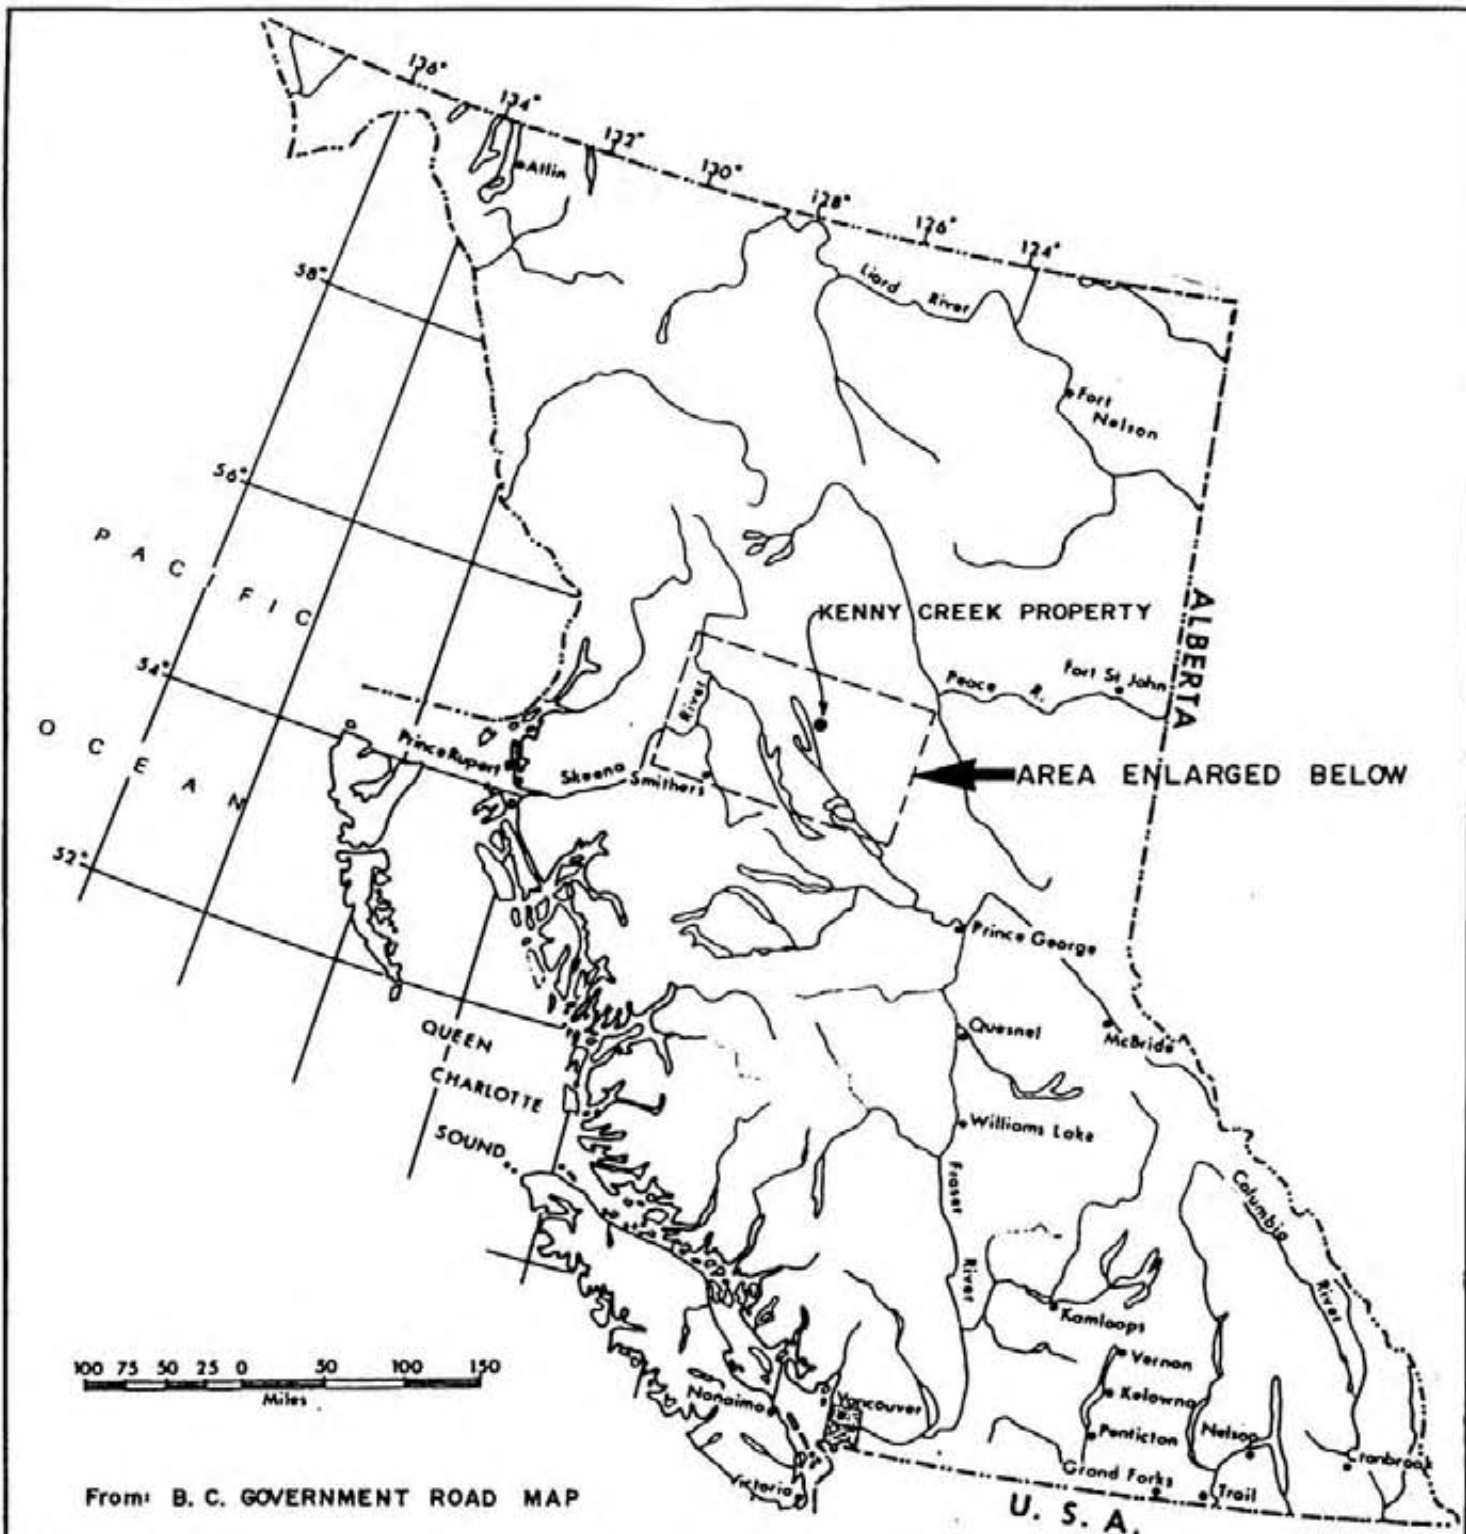 136°
134°
132°
130°
128°
126°
124°
Atlin
58°
Liard River
Fort
Nelson
56°
PACIFIC
OCEAN
KENNY CREEK PROPERTY
ALBERTA
54°
Peace R.
Fort St John
River
Prince Rupert
Skeena
Smithers
AREA ENLARGED BELOW
52°
Prince George
QUEEN
CHARLOTTE
SOUND
Quesnel
McBride
Williams Lake
Fraser
River
Columbia
River
Kamloops
Vernon
100 75 50 25 0 50 100 150
Miles
Kelowna
Nanaimo
Vancouver
Penticton
Nelson
Cranbrook
Grand Forks
Trail
Victoria
From: B. C. GOVERNMENT ROAD MAP
U. S. A.